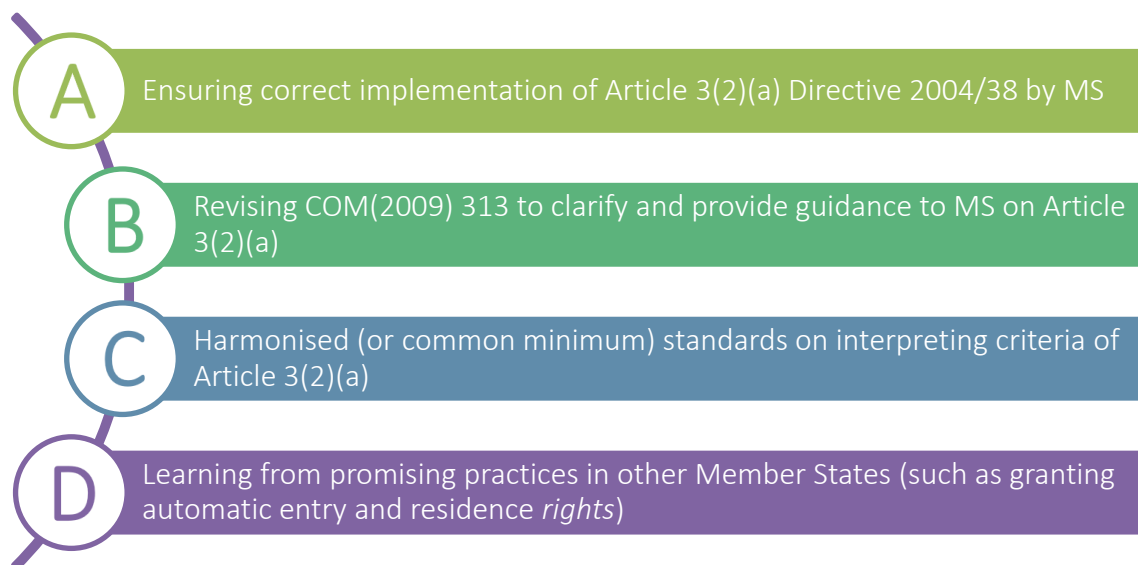 A
Ensuring correct implementation of Article 3(2)(a) Directive 2004/38 by MS
B
Revising COM(2009) 313 to clarify and provide guidance to MS on Article
3(2)(a)
C
Harmonised (or common minimum) standards on interpreting criteria of
Article 3(2)(a)
D
Learning from promising practices in other Member States (such as granting
automatic entry and residence rights)